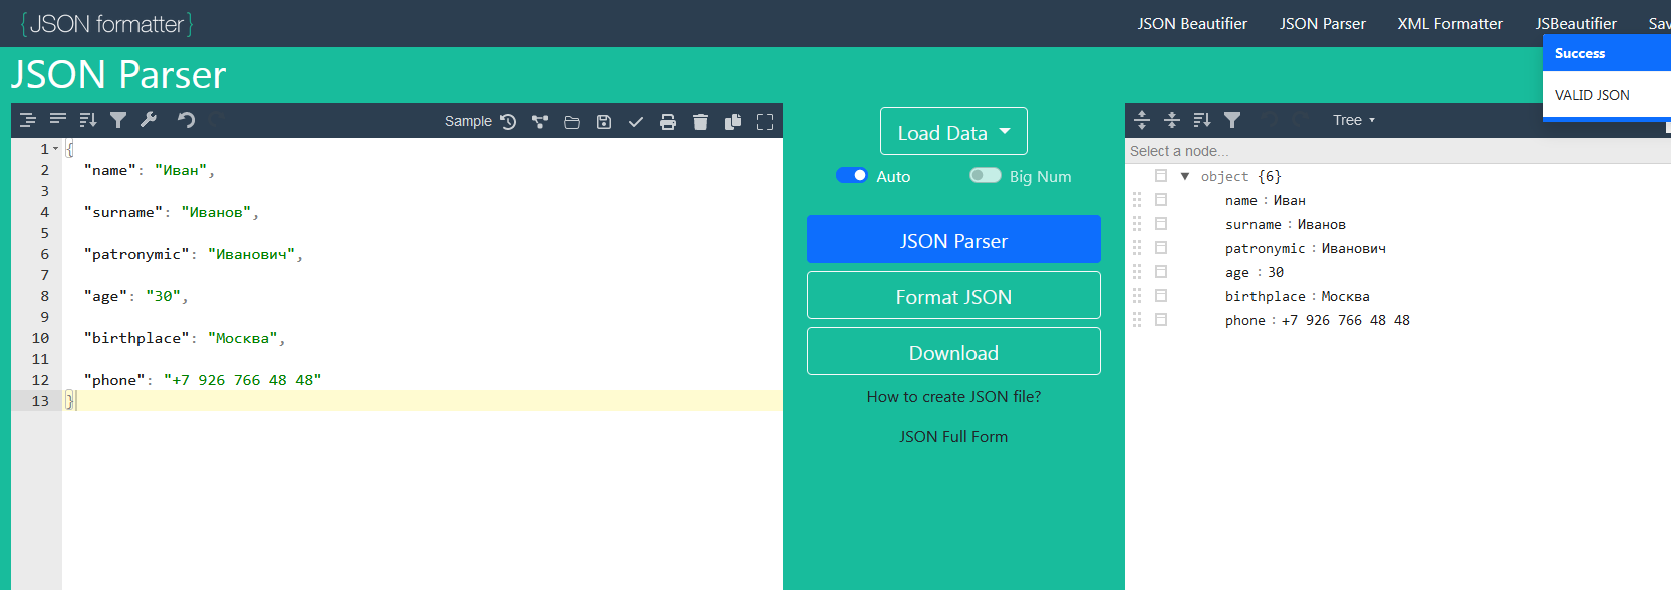 {JSON formatter}
JSON Beautifier JSON Parser XML Formatter JSBeautifier
Success
VALID JSON
JSON Parser
Sample
1 {
2 "name": "Иван",
3
4 "surname": "Иванов",
5
6 "patronymic": "Иванович",
7
8 "age": "30",
9
10 "birthplace": "Москва",
11
12 "phone": "+7 926 766 48 48"
13 }
Load Data
Auto Big Num
JSON Parser
Format JSON
Download
How to create JSON file?
JSON Full Form
Tree
Select a node...
object {6}
name : Иван
surname : Иванов
patronymic : Иванович
age : 30
birthplace : Москва
phone : +7 926 766 48 48